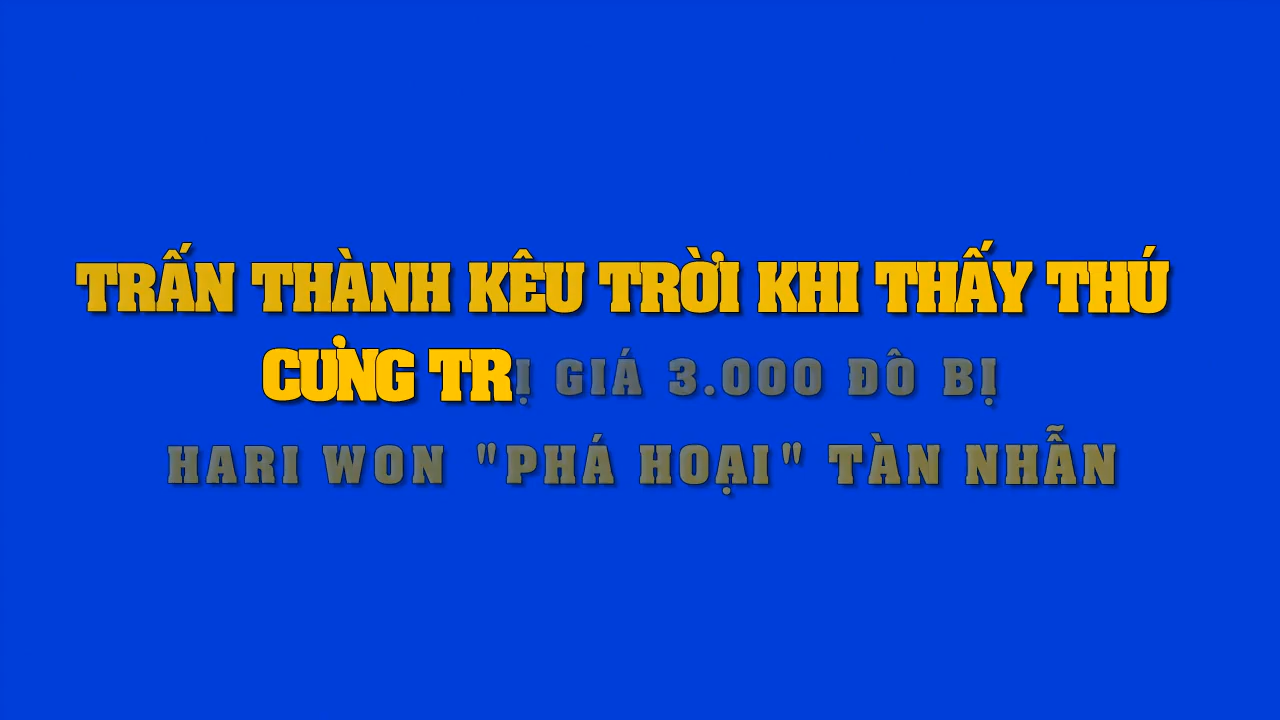 TRẤN THÀNH KÊU TRỜI KHI THẤY THÚ
CƯNG TRỊ GIÁ 3.000 ĐÔ BỊ
HARI WON "PHÁ HOẠI" TÀN NHẪN